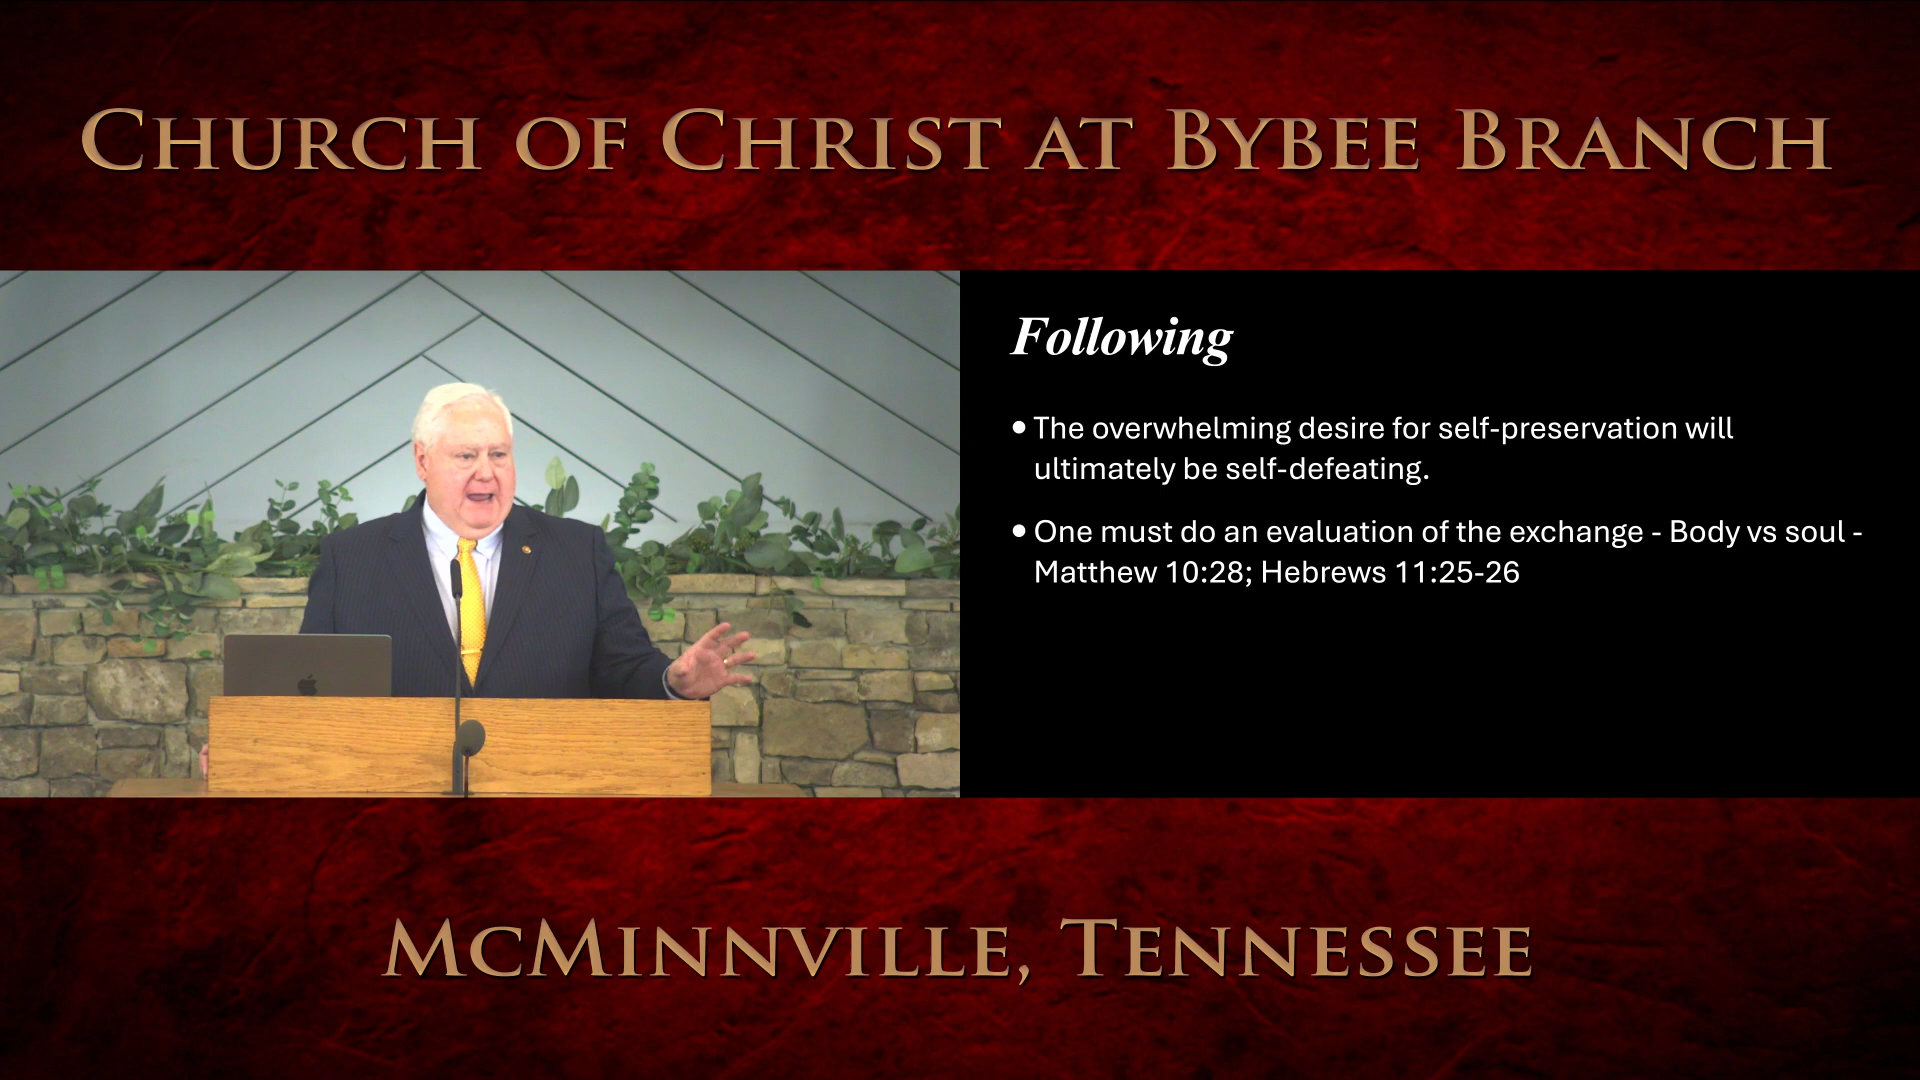 Church of Christ at Bybee Branch
Following
• The overwhelming desire for self-preservation will
ultimately be self-defeating.
• One must do an evaluation of the exchange - Body vs soul -
Matthew 10:28; Hebrews 11:25-26
McMinnville, Tennessee